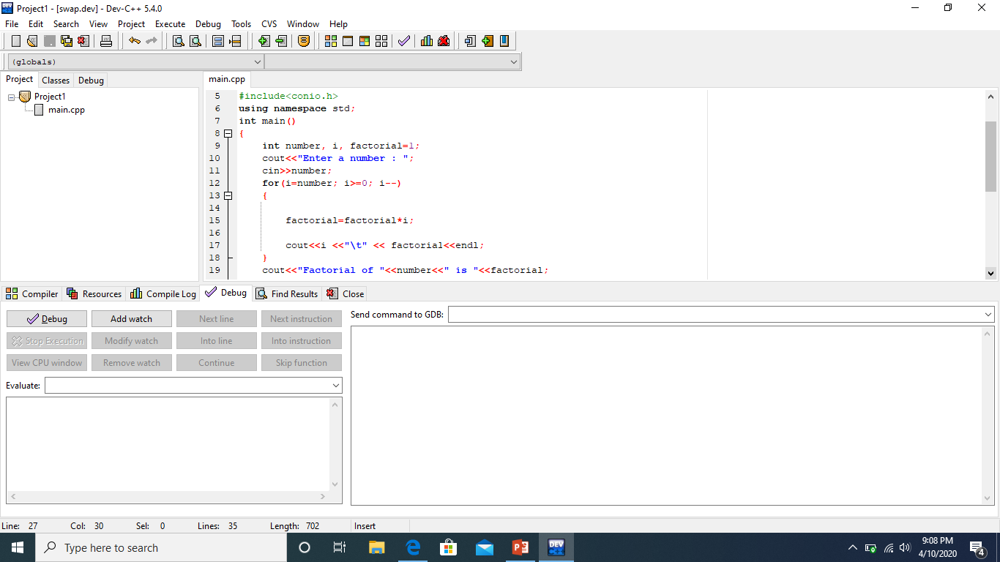 Project1 - [swap.dev] - Dev-C++ 5.4.0
File Edit Search View Project Execute Debug Tools CVS Window Help
(globals)
Project Classes Debug
Project1
main.cpp
main.cpp
5 #include<conio.h>
6 using namespace std;
7 int main()
8 {
9 int number, i, factorial=1;
10 cout<<"Enter a number : ";
11 cin>>number;
12 for(i=number; i>=0; i--)
13 {
14
15 factorial=factorial*i;
16
17 cout<<i <<"\t" << factorial<<endl;
18 }
19 cout<<"Factorial of "<<number<<" is "<<factorial;
Compiler Resources Compile Log Debug Find Results Close
Debug Add watch Next line Next instruction
Stop Execution Modify watch Into line Into instruction
View CPU window Remove watch Continue Skip function
Evaluate:
Send command to GDB:
Line: 27 Col: 30 Sel: 0 Lines: 35 Length: 702 Insert
Type here to search
DEV
9:08 PM
4/10/2020
4